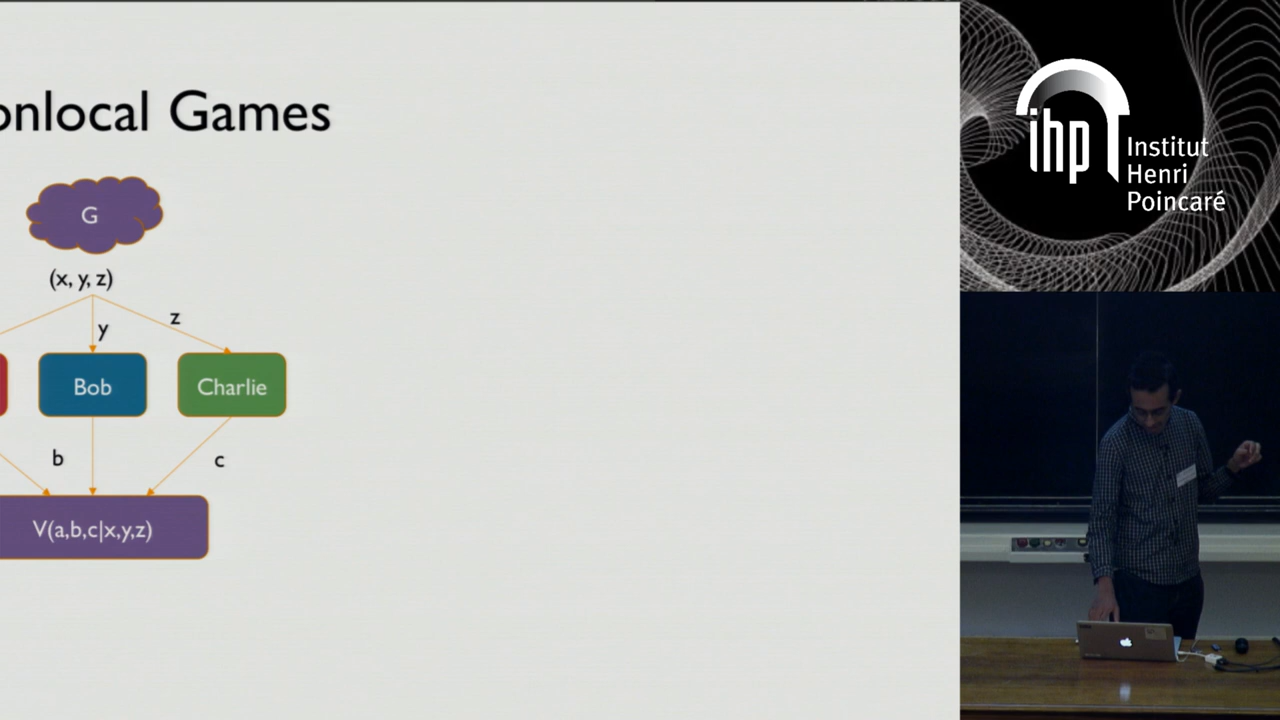 onlocal Games
G
(x, y, z)
y
z
Bob
Charlie
b
c
V(a,b,c|x,y,z)
ihp
Institut
Henri
Poincaré